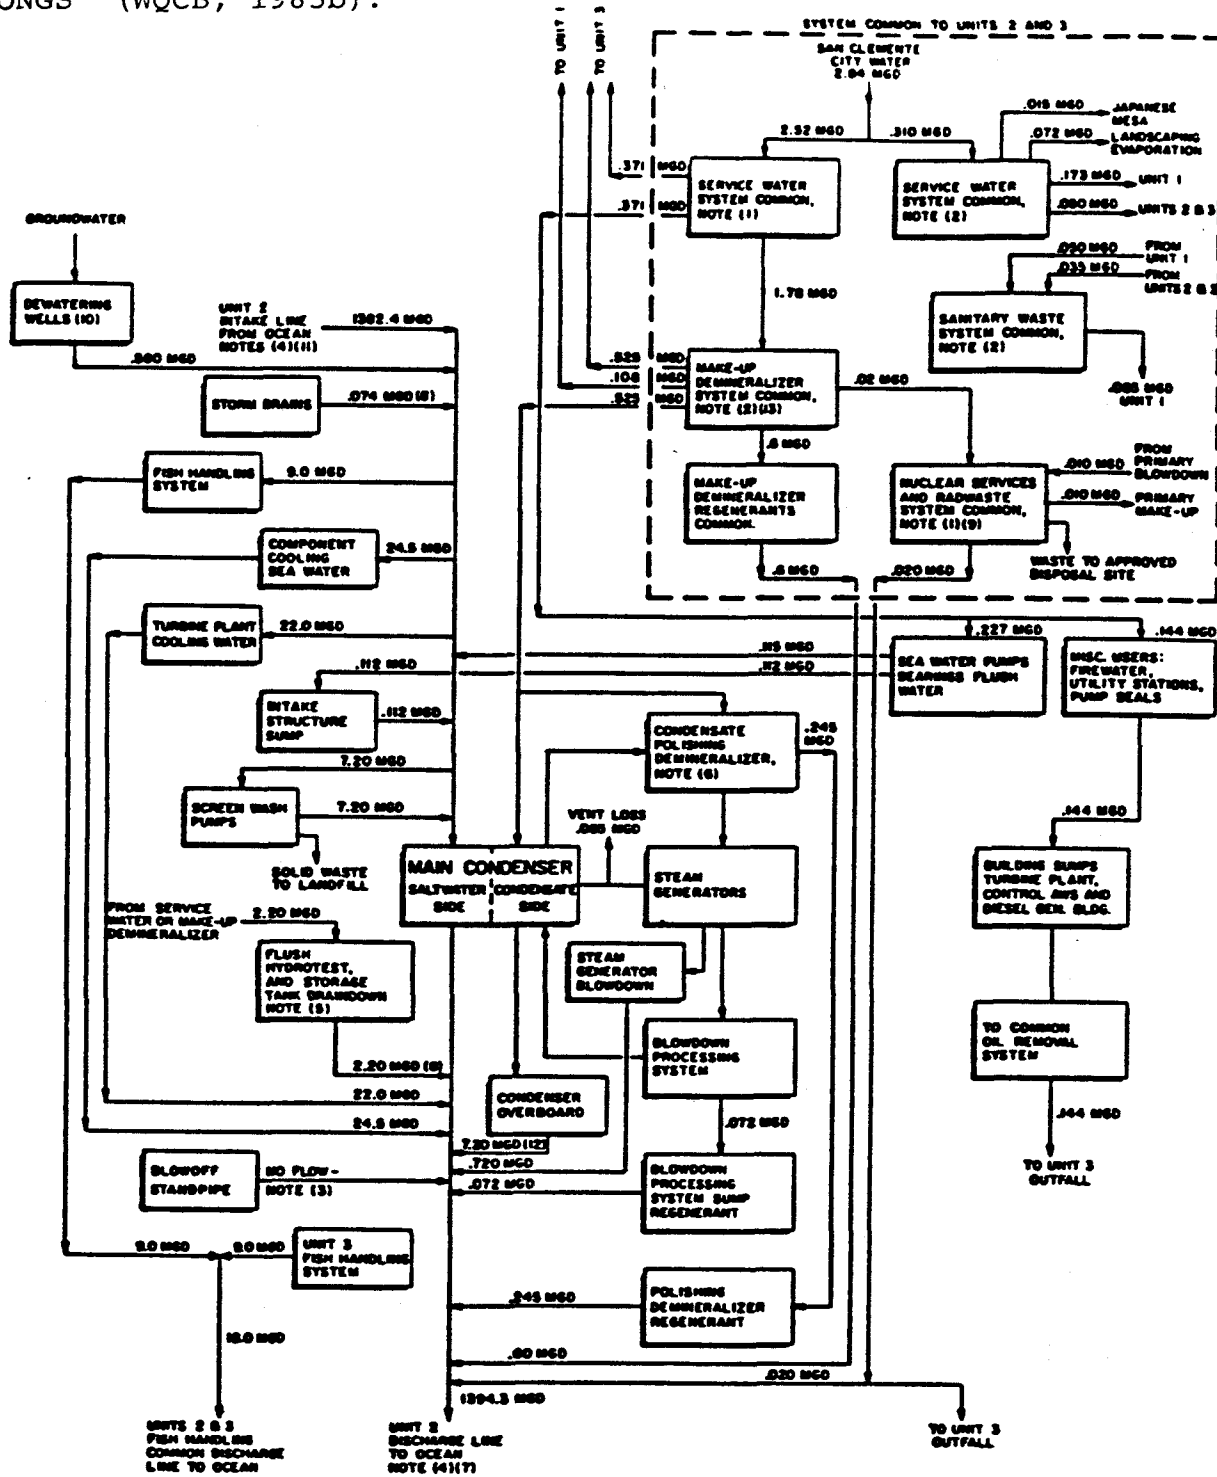 ONGS" (WQCB, 1983b).
SYSTEM COMMON TO UNITS 2 AND 3
TO UNIT 1
TO UNIT 3
SAN CLEMENTE
CITY WATER
2.84 MGD
2.32 MGD
.310 MGD
.015 MGD
JAPANESE
MESA
.072 MGD
LANDSCAPING
EVAPORATION
.173 MGD
UNIT 1
UNITS 2 & 3
.371 MGD
.371 MGD
SERVICE WATER
SYSTEM COMMON,
NOTE (1)
SERVICE WATER
SYSTEM COMMON,
NOTE (2)
GROUNDWATER
DEWATERING
WELLS (10)
UNIT 2
INTAKE LINE
FROM OCEAN
NOTES (4)(11)
1382.4 MGD
1.78 MGD
FROM
UNIT 1
.035 MGD
FROM
UNITS 2 & 3
SANITARY WASTE
SYSTEM COMMON,
NOTE (2)
.085 MGD
UNIT 1
STORM DRAINS
.074 MGD
.525 MGD
.108 MGD
.525 MGD
MAKE-UP
DEMINERALIZER
SYSTEM COMMON,
NOTE (2)(13)
.02 MGD
.6 MGD
FISH HANDLING
SYSTEM
9.0 MGD
MAKE-UP
DEMINERALIZER
REGENERANTS
COMMON.
NUCLEAR SERVICES
AND RADWASTE
SYSTEM COMMON,
NOTE (1)(9)
.010 MGD
FROM
PRIMARY
BLOWDOWN
.010 MGD
PRIMARY
MAKE-UP
WASTE TO APPROVED
DISPOSAL SITE
COMPONENT
COOLING
SEA WATER
24.5 MGD
.6 MGD
.020 MGD
TURBINE PLANT
COOLING WATER
22.0 MGD
.227 MGD
.144 MGD
.115 MGD
.112 MGD
SEA WATER PUMPS
BEARINGS FLUSH
WATER
MISC. USERS:
FIREWATER,
UTILITY STATIONS,
PUMP SEALS
.112 MGD
INTAKE
STRUCTURE
SUMP
.112 MGD
CONDENSATE
POLISHING
DEMINERALIZER,
NOTE (6)
.245
MGD
7.20 MGD
SCREEN WASH
PUMPS
7.20 MGD
SOLID WASTE
TO LANDFILL
VENT LOSS
.085 MGD
.144 MGD
MAIN CONDENSER
SALTWATER
SIDE
CONDENSATE
SIDE
STEAM
GENERATORS
BUILDING SUMPS
TURBINE PLANT,
CONTROL AWS AND
DIESEL GEN. BLDG.
FROM SERVICE
WATER OR MAKE-UP
DEMINERALIZER
2.20 MGD
FLUSH
HYDROTEST,
AND STORAGE
TANK DRAINDOWN
NOTE (5)
STEAM
GENERATOR
BLOWDOWN
BLOWDOWN
PROCESSING
SYSTEM
TO COMMON
OIL REMOVAL
SYSTEM
2.20 MGD
22.0 MGD
24.5 MGD
CONDENSER
OVERBOARD
.072 MGD
.144 MGD
TO UNIT 3
OUTFALL
7.20 MGD (12)
.720 MGD
.072 MGD
BLOWOFF
STANDPIPE
NO FLOW-
NOTE (3)
BLOWDOWN
PROCESSING
SYSTEM SUMP
REGENERANT
9.0 MGD
9.0 MGD
UNIT 3
FISH HANDLING
SYSTEM
.245 MGD
POLISHING
DEMINERALIZER
REGENERANT
18.0 MGD
.60 MGD
.020 MGD
1394.3 MGD
UNITS 2 & 3
FISH HANDLING
COMMON DISCHARGE
LINE TO OCEAN
UNIT 2
DISCHARGE LINE
TO OCEAN
NOTE (4)(7)
TO UNIT 3
OUTFALL